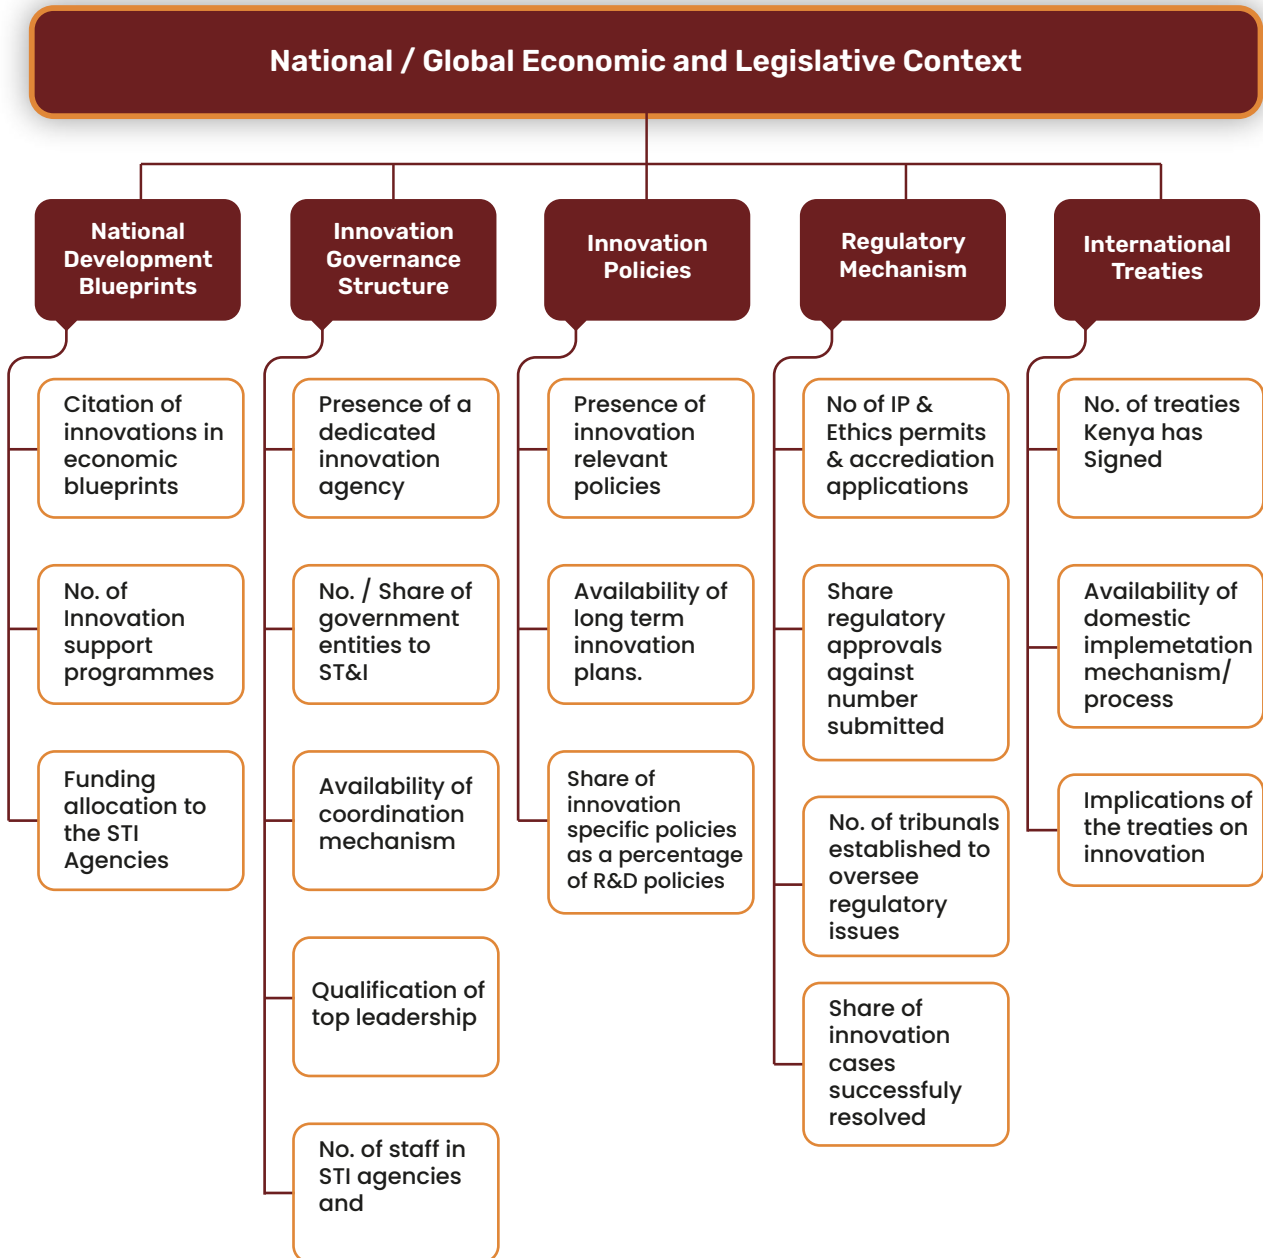 National / Global Economic and Legislative Context
National
Development
Blueprints
Citation of
innovations in
economic
blueprints
No. of
Innovation
support
programmes
Funding
allocation to
the STI
Agencies
Innovation
Governance
Structure
Presence of a
dedicated
innovation
agency
No. / Share of
government
entities to
ST&I
Availability of
coordination
mechanism
Qualification of
top leadership
No. of staff in
STI agencies
and
Innovation
Policies
Presence of
innovation
relevant
policies
Availability of
long term
innovation
plans.
Share of
innovation
specific policies
as a percentage
of R&D policies
Regulatory
Mechanism
No of IP &
Ethics permits
& accrediation
applications
Share
regulatory
approvals
against
number
submitted
No. of tribunals
established to
oversee
regulatory
issues
Share of
innovation
cases
successfuly
resolved
International
Treaties
No. of treaties
Kenya has
Signed
Availability of
domestic
implemetation
mechanism/
process
Implications of
the treaties on
innovation